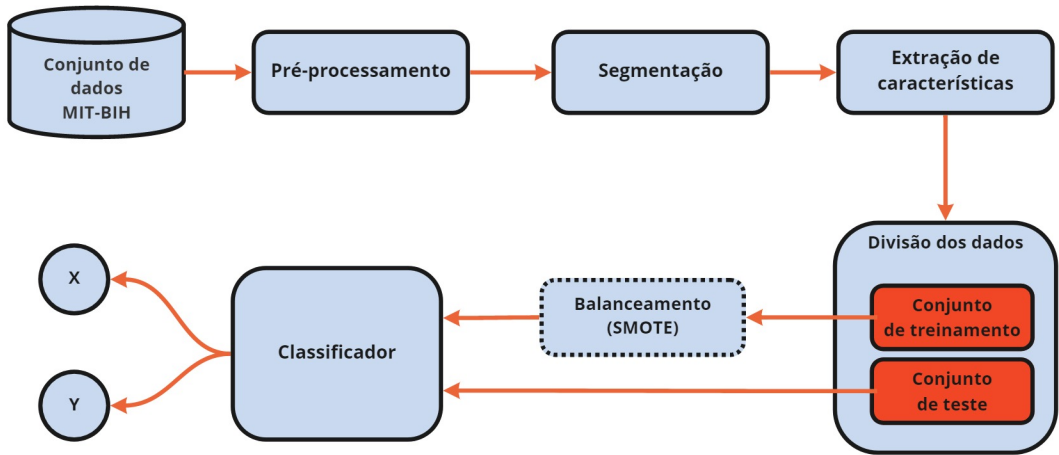 Conjunto de
dados
MIT-BIH
Pré-processamento
Segmentação
Extração de
características
Divisão dos dados
Conjunto
de treinamento
Conjunto
de teste
Balanceamento
(SMOTE)
Classificador
X
Y